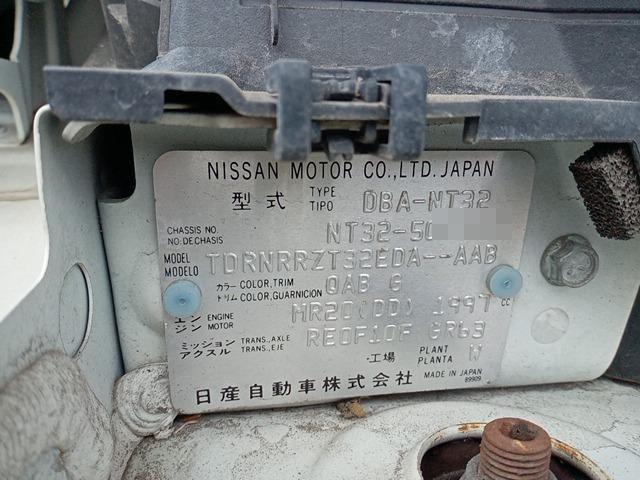 NISSAN MOTOR CO.,LTD. JAPAN
型式 TYPE TIPO DBA-NT32
CHASSIS NO. NO.DE CHASIS NT32-50
MODEL MODELO TDRNRRZT32EDA--AAB
カラー COLOR,TRIM トリム COLOR,GUARNICION QAB G
エンジン ENGINE MOTOR MR20(DD) 1997 cc
ミッション TRANS.,AXLE アクスル TRANS.,EJE RE0F10F GR63
工場 PLANT PLANTA W
日産自動車株式会社 MADE IN JAPAN
89909